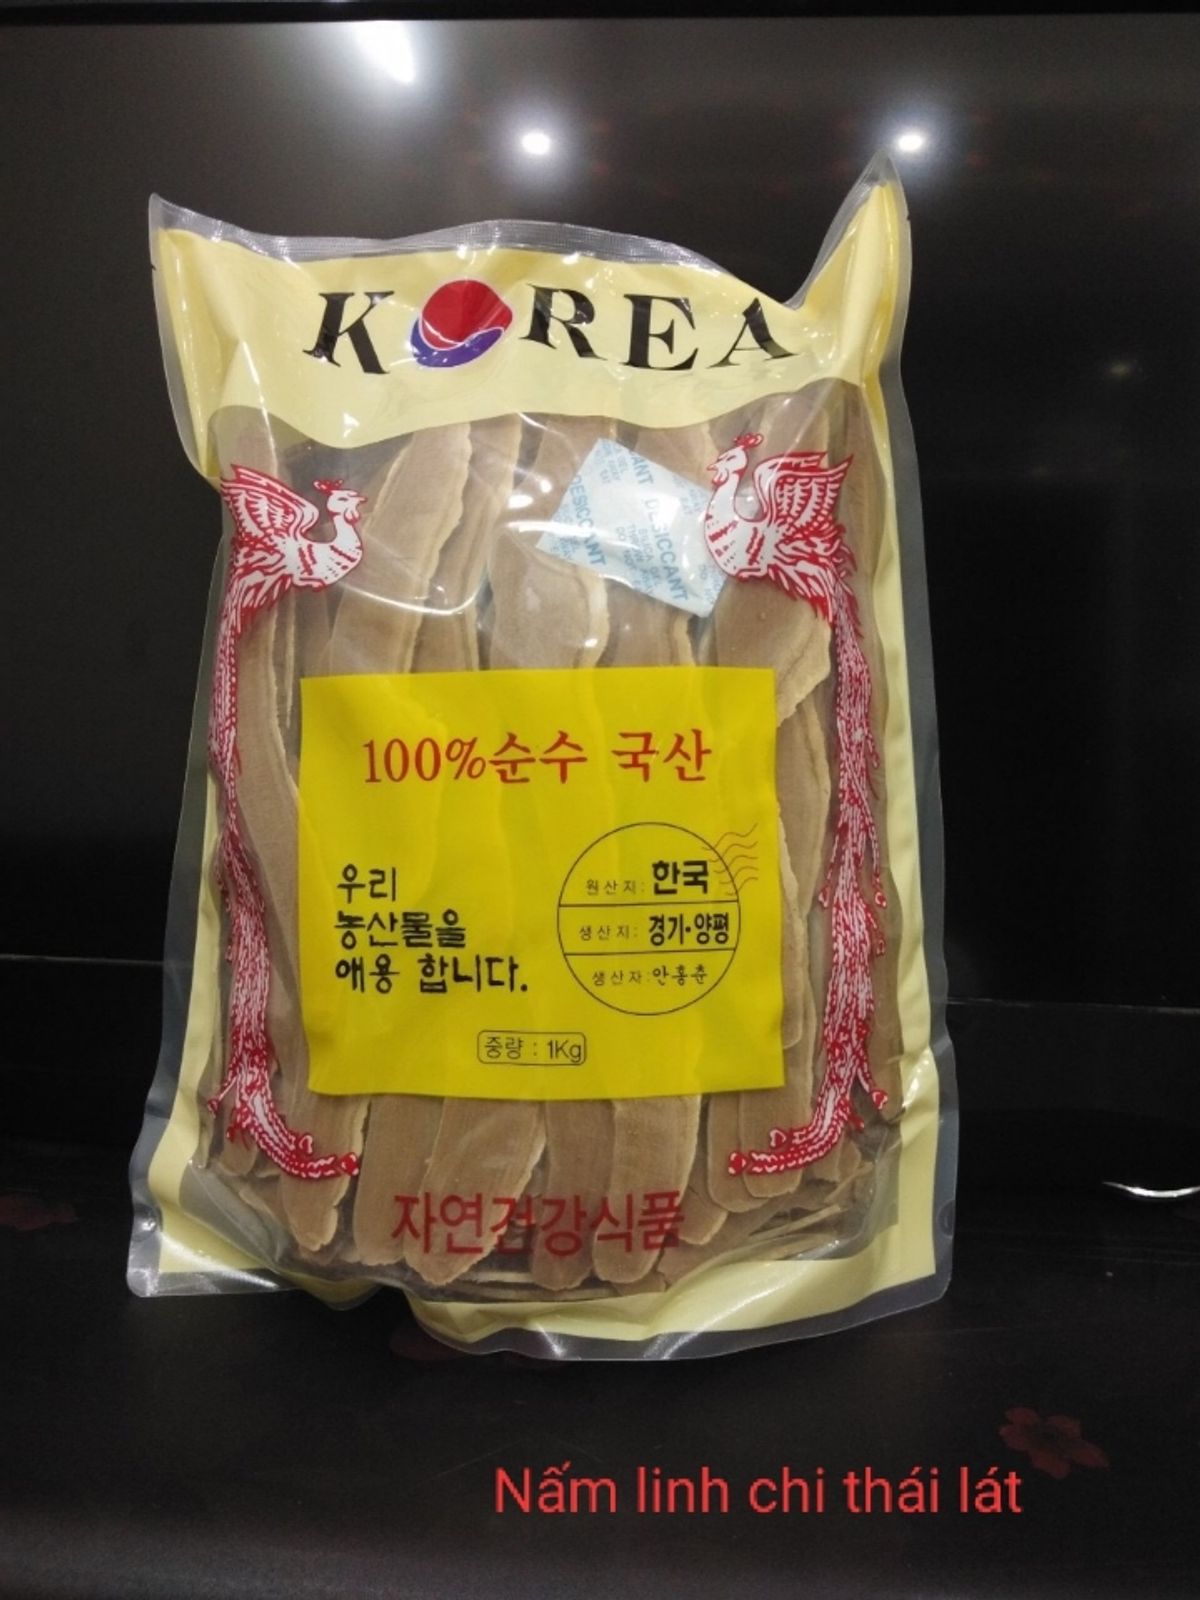 KOREA
DESICCANT
DESICCANT
100%순수 국산
우리
농산물을
애용 합니다.
원산지: 한국
생산지: 경기·양평
생산자: 안홍춘
중량 : 1Kg
자연건강식품
Nấm linh chi thái lát